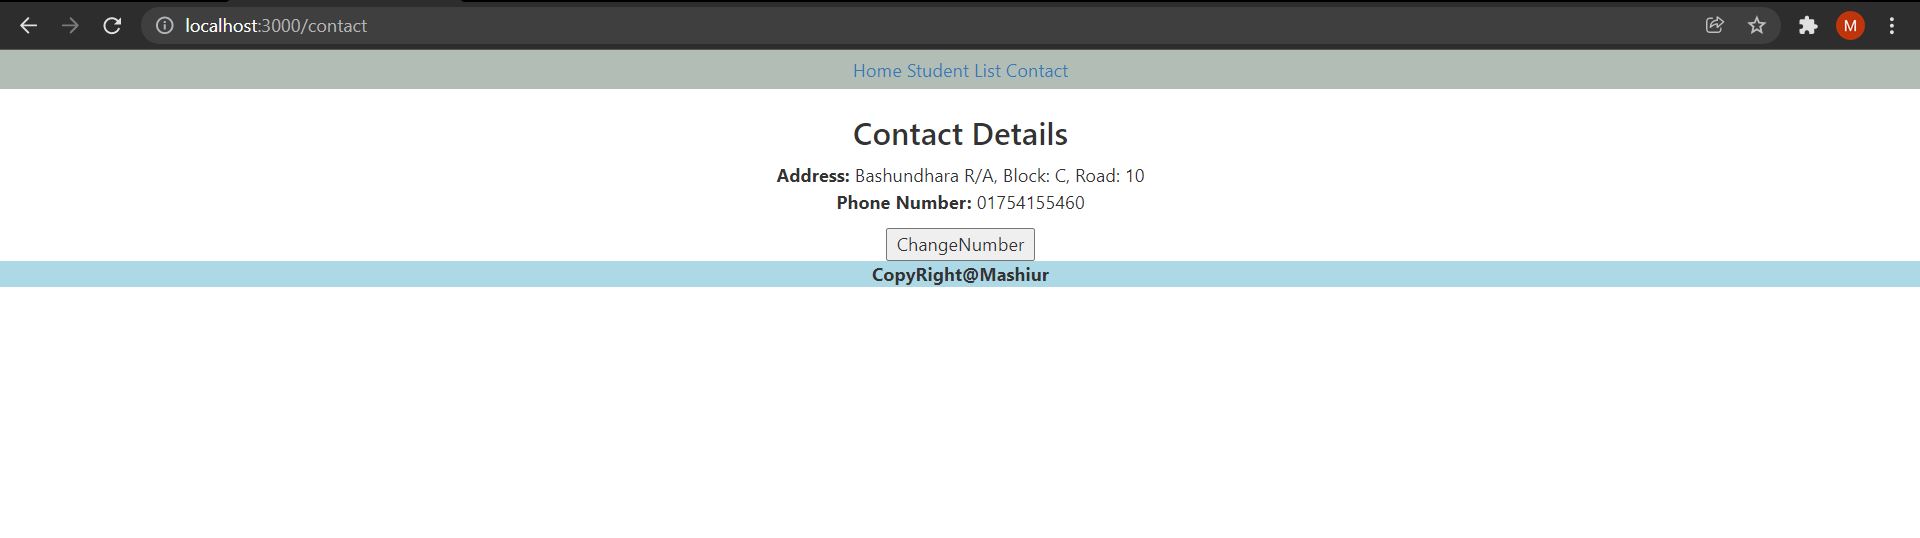 localhost:3000/contact
M
Home Student List Contact
Contact Details
Address: Bashundhara R/A, Block: C, Road: 10
Phone Number: 01754155460
ChangeNumber
CopyRight@Mashiur